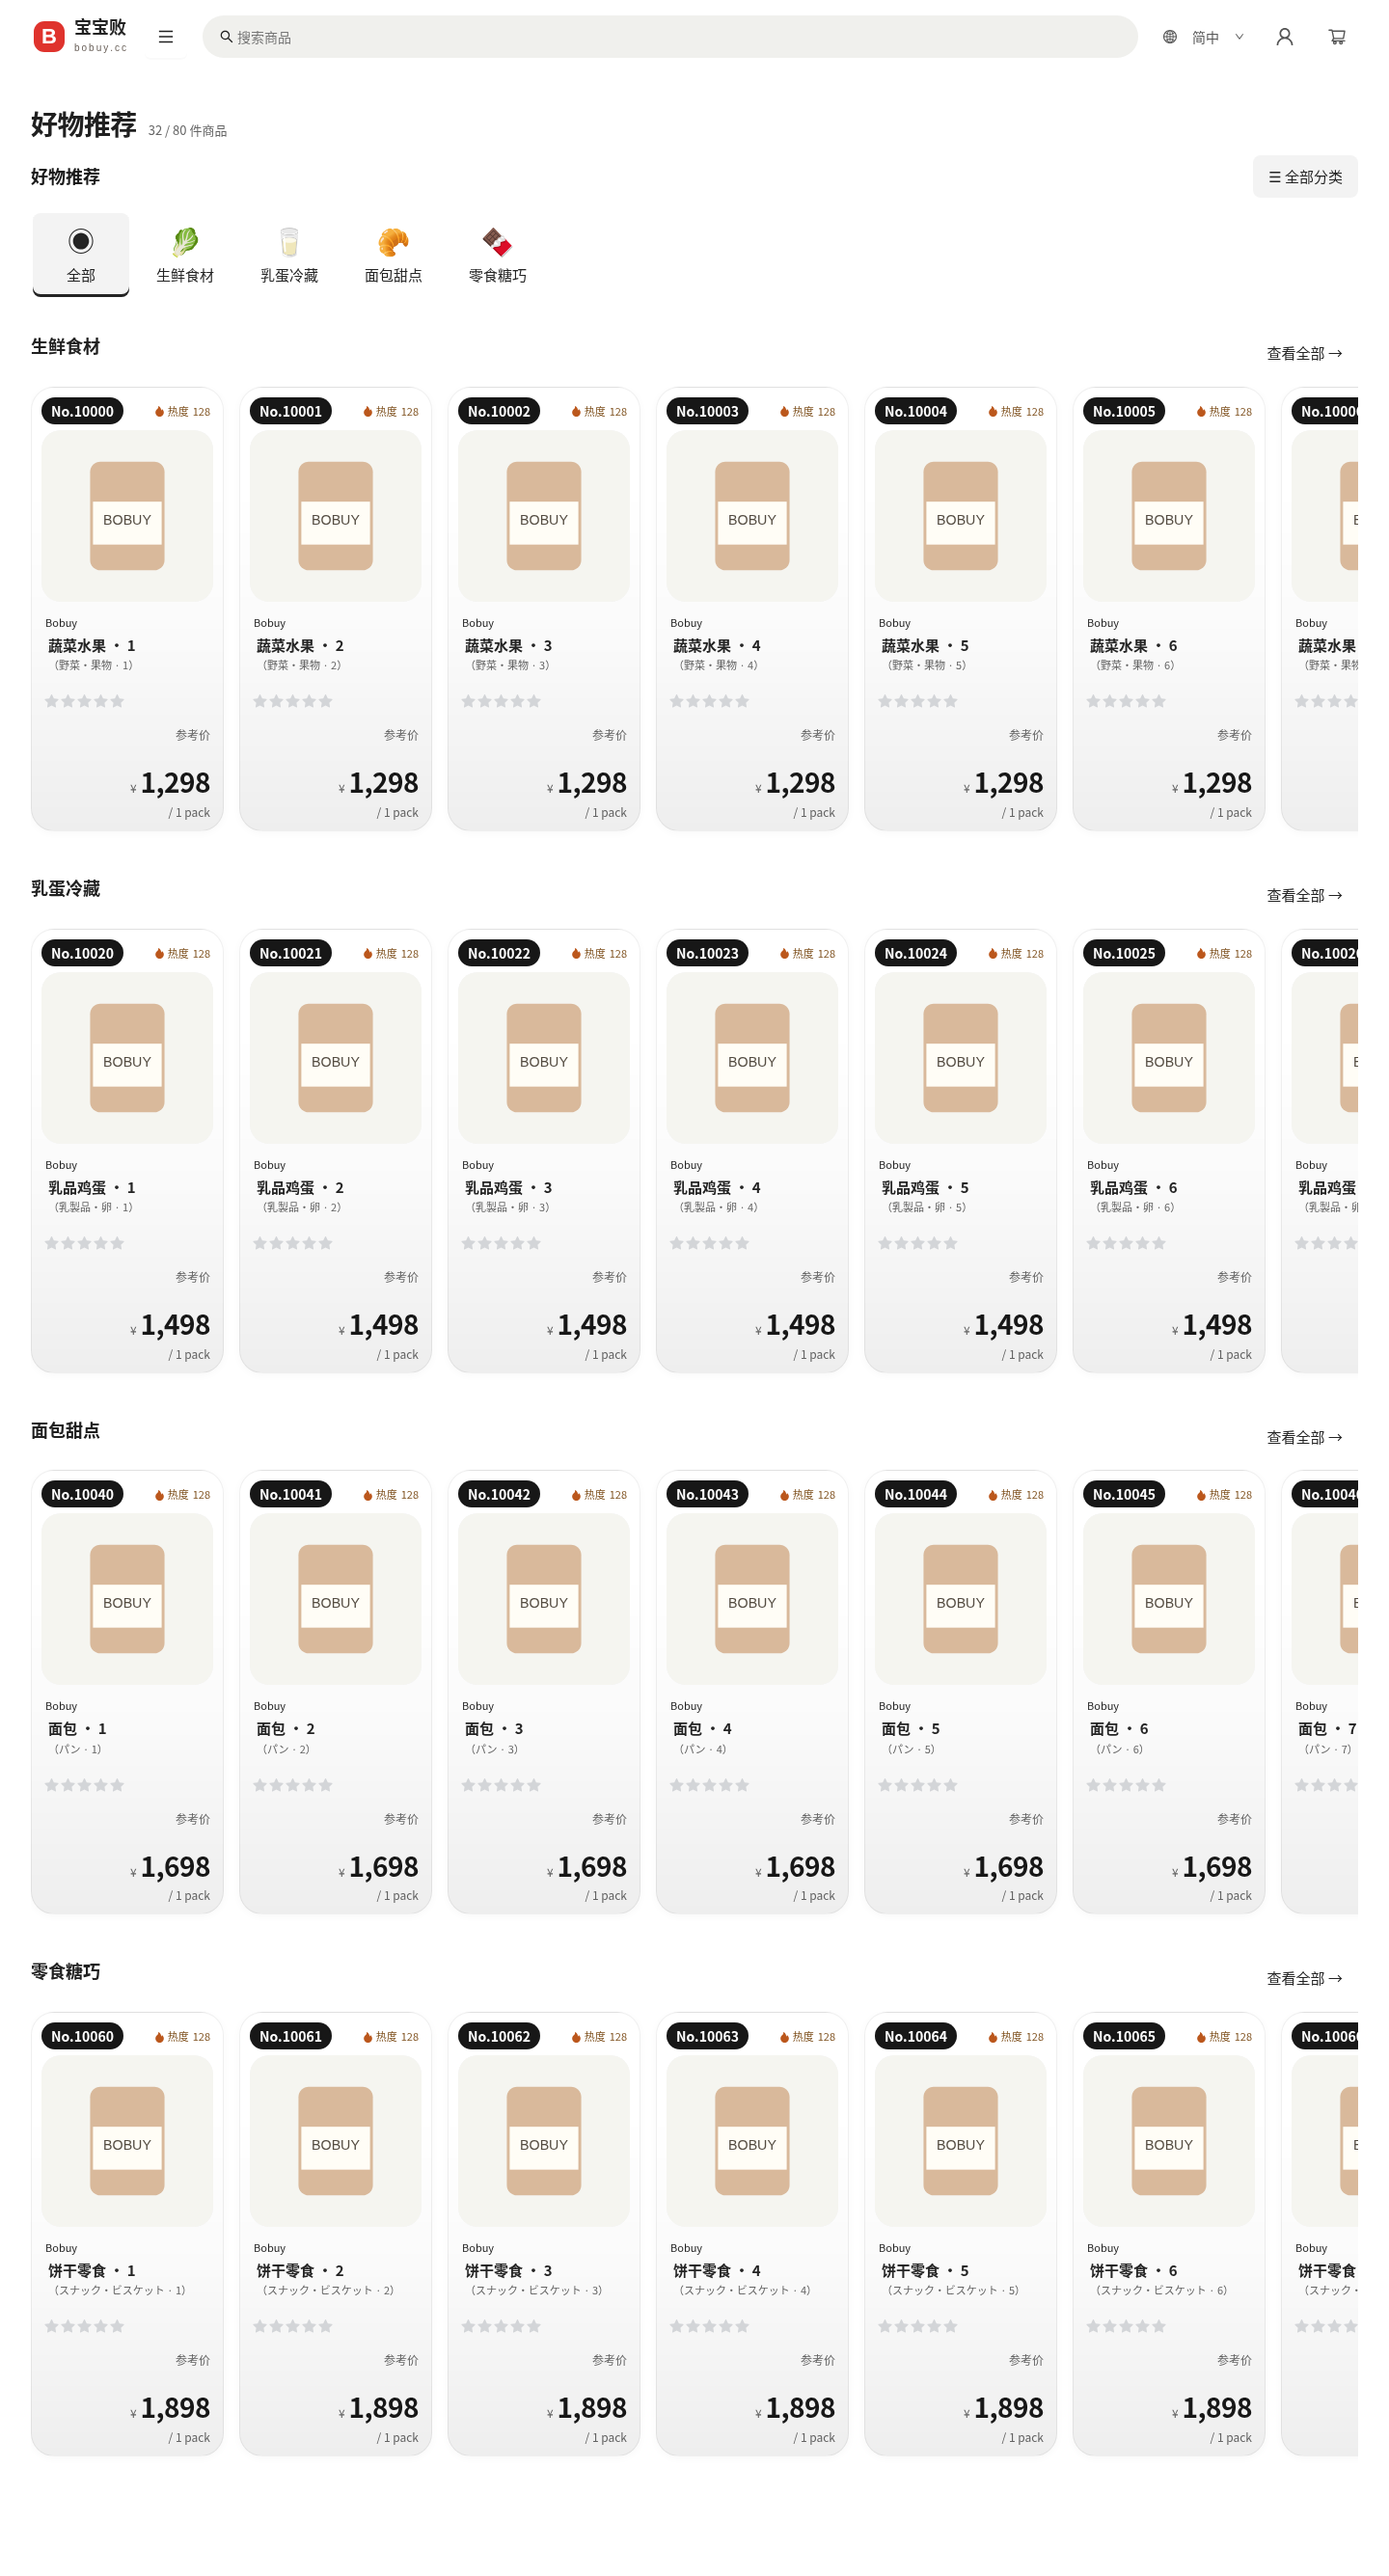 B 宝宝败
bobuy.cc
搜索商品
简中
好物推荐 32 / 80 件商品
好物推荐
全部分类
全部 生鲜食材 乳蛋冷藏 面包甜点 零食糖巧
生鲜食材
查看全部 →
No.10000 热度 128 No.10001 热度 128 No.10002 热度 128 No.10003 热度 128 No.10004 热度 128 No.10005 热度 128 No.1000
BOBUY BOBUY BOBUY BOBUY BOBUY BOBUY
Bobuy Bobuy Bobuy Bobuy Bobuy Bobuy Bobuy
蔬菜水果 · 1 蔬菜水果 · 2 蔬菜水果 · 3 蔬菜水果 · 4 蔬菜水果 · 5 蔬菜水果 · 6 蔬菜水果
（野菜・果物 · 1） （野菜・果物 · 2） （野菜・果物 · 3） （野菜・果物 · 4） （野菜・果物 · 5） （野菜・果物 · 6） （野菜・果物
参考价 参考价 参考价 参考价 参考价 参考价
¥ 1,298 ¥ 1,298 ¥ 1,298 ¥ 1,298 ¥ 1,298 ¥ 1,298
/ 1 pack / 1 pack / 1 pack / 1 pack / 1 pack / 1 pack
乳蛋冷藏
查看全部 →
No.10020 热度 128 No.10021 热度 128 No.10022 热度 128 No.10023 热度 128 No.10024 热度 128 No.10025 热度 128 No.1002
BOBUY BOBUY BOBUY BOBUY BOBUY BOBUY
Bobuy Bobuy Bobuy Bobuy Bobuy Bobuy Bobuy
乳品鸡蛋 · 1 乳品鸡蛋 · 2 乳品鸡蛋 · 3 乳品鸡蛋 · 4 乳品鸡蛋 · 5 乳品鸡蛋 · 6 乳品鸡蛋
（乳製品・卵 · 1） （乳製品・卵 · 2） （乳製品・卵 · 3） （乳製品・卵 · 4） （乳製品・卵 · 5） （乳製品・卵 · 6） （乳製品・卵
参考价 参考价 参考价 参考价 参考价 参考价
¥ 1,498 ¥ 1,498 ¥ 1,498 ¥ 1,498 ¥ 1,498 ¥ 1,498
/ 1 pack / 1 pack / 1 pack / 1 pack / 1 pack / 1 pack
面包甜点
查看全部 →
No.10040 热度 128 No.10041 热度 128 No.10042 热度 128 No.10043 热度 128 No.10044 热度 128 No.10045 热度 128 No.1004
BOBUY BOBUY BOBUY BOBUY BOBUY BOBUY
Bobuy Bobuy Bobuy Bobuy Bobuy Bobuy Bobuy
面包 · 1 面包 · 2 面包 · 3 面包 · 4 面包 · 5 面包 · 6 面包 · 7
（パン · 1） （パン · 2） （パン · 3） （パン · 4） （パン · 5） （パン · 6） （パン · 7）
参考价 参考价 参考价 参考价 参考价 参考价
¥ 1,698 ¥ 1,698 ¥ 1,698 ¥ 1,698 ¥ 1,698 ¥ 1,698
/ 1 pack / 1 pack / 1 pack / 1 pack / 1 pack / 1 pack
零食糖巧
查看全部 →
No.10060 热度 128 No.10061 热度 128 No.10062 热度 128 No.10063 热度 128 No.10064 热度 128 No.10065 热度 128 No.1006
BOBUY BOBUY BOBUY BOBUY BOBUY BOBUY
Bobuy Bobuy Bobuy Bobuy Bobuy Bobuy Bobuy
饼干零食 · 1 饼干零食 · 2 饼干零食 · 3 饼干零食 · 4 饼干零食 · 5 饼干零食 · 6 饼干零食
（スナック・ビスケット · 1） （スナック・ビスケット · 2） （スナック・ビスケット · 3） （スナック・ビスケット · 4） （スナック・ビスケット · 5） （スナック・ビスケット · 6） （スナック・
参考价 参考价 参考价 参考价 参考价 参考价
¥ 1,898 ¥ 1,898 ¥ 1,898 ¥ 1,898 ¥ 1,898 ¥ 1,898
/ 1 pack / 1 pack / 1 pack / 1 pack / 1 pack / 1 pack